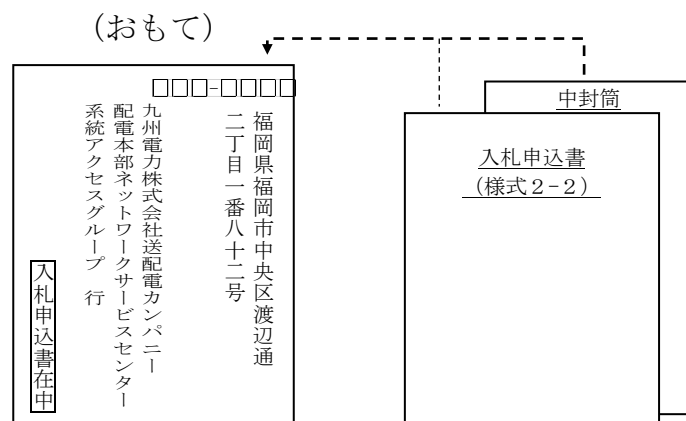 (おもて)
□□□-□□□□
福岡県福岡市中央区渡辺通
二丁目一番八十二号
九州電力株式会社送配電カンパニー
配電本部ネットワークサービスセンター
系統アクセスグループ 行
入札申込書在中
中封筒
入札申込書
(様式2-2)